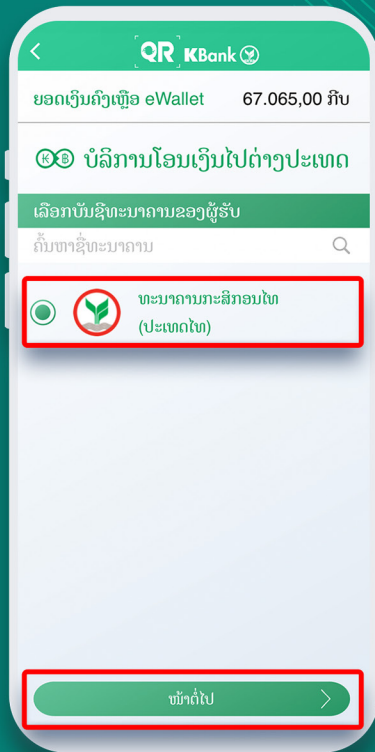 QR KBank
ຍອດເງິນຄົງເຫຼືອ eWallet 67.065,00 ກີບ
K B ບໍລິການໂອນເງິນໄປຕ່າງປະເທດ
ເລືອກບັນຊີທະນາຄານຂອງຜູ້ຮັບ
ຄົ້ນຫາຊື່ທະນາຄານ
ທະນາຄານກະສິກອນໄທ
(ປະເທດໄທ)
ໜ້າຕໍ່ໄປ